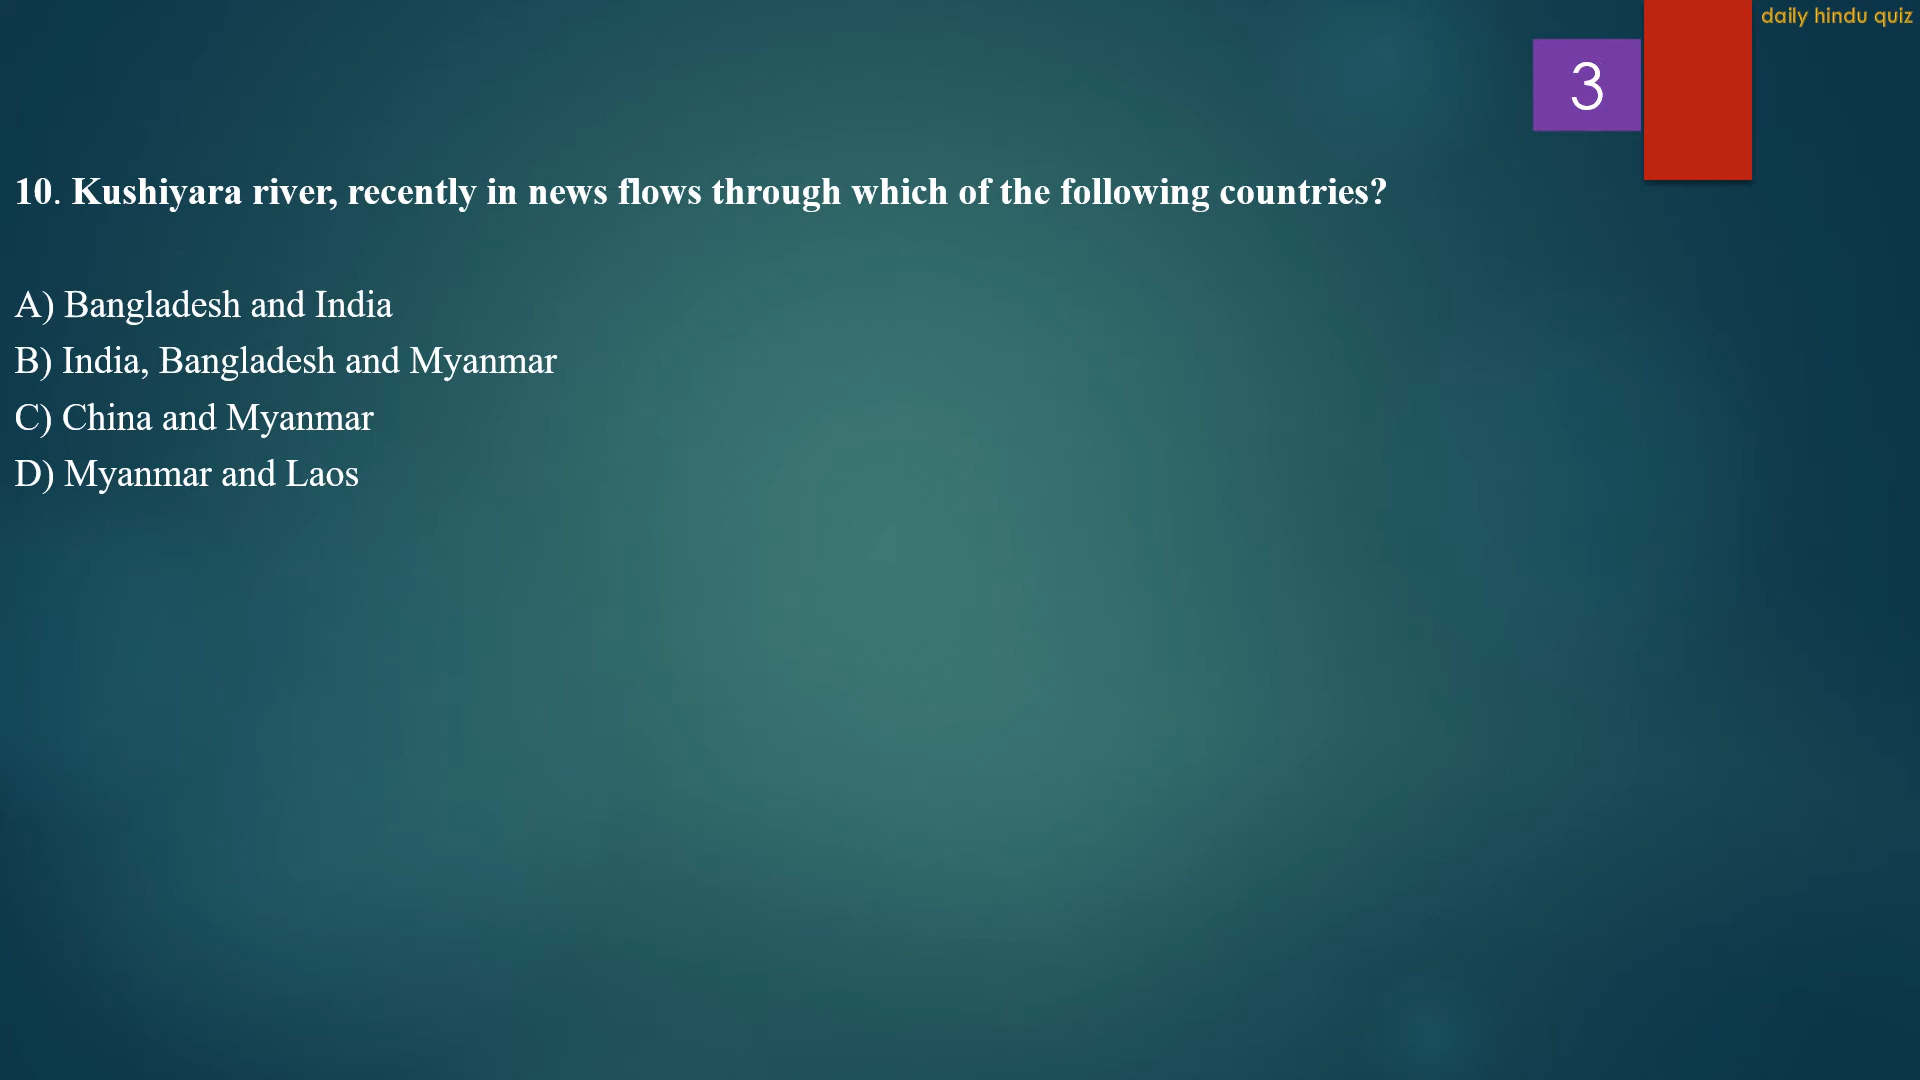 daily hindu quiz
3
10. Kushiyara river, recently in news flows through which of the following countries?
A) Bangladesh and India
B) India, Bangladesh and Myanmar
C) China and Myanmar
D) Myanmar and Laos